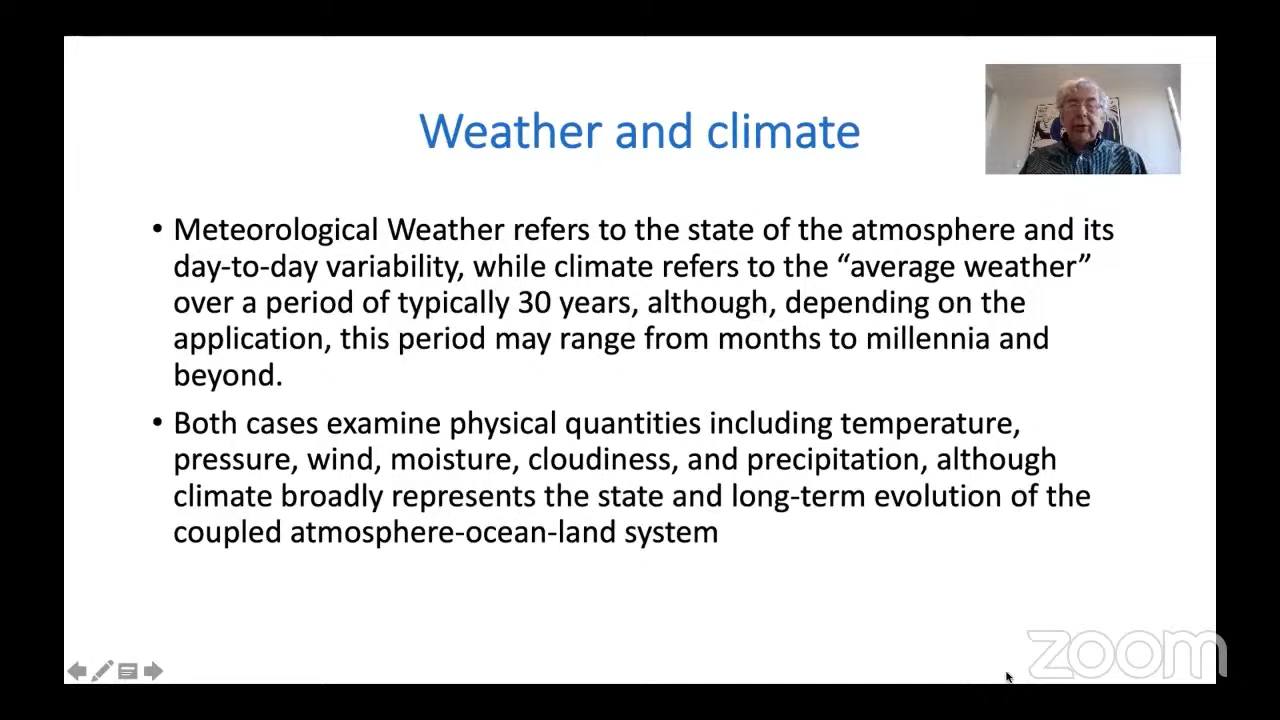 Weather and climate
• Meteorological Weather refers to the state of the atmosphere and its
day-to-day variability, while climate refers to the “average weather”
over a period of typically 30 years, although, depending on the
application, this period may range from months to millennia and
beyond.
• Both cases examine physical quantities including temperature,
pressure, wind, moisture, cloudiness, and precipitation, although
climate broadly represents the state and long-term evolution of the
coupled atmosphere-ocean-land system
zoom